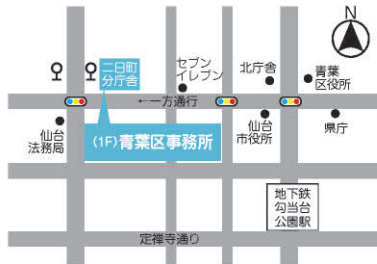 N
二日町
分庁舎
セブン
イレブン
北庁舎
青葉
区役所
←一方通行
仙台
法務局
(1F)青葉区事務所
仙台
市役所
県庁
地下鉄
勾当台
公園駅
定禅寺通り